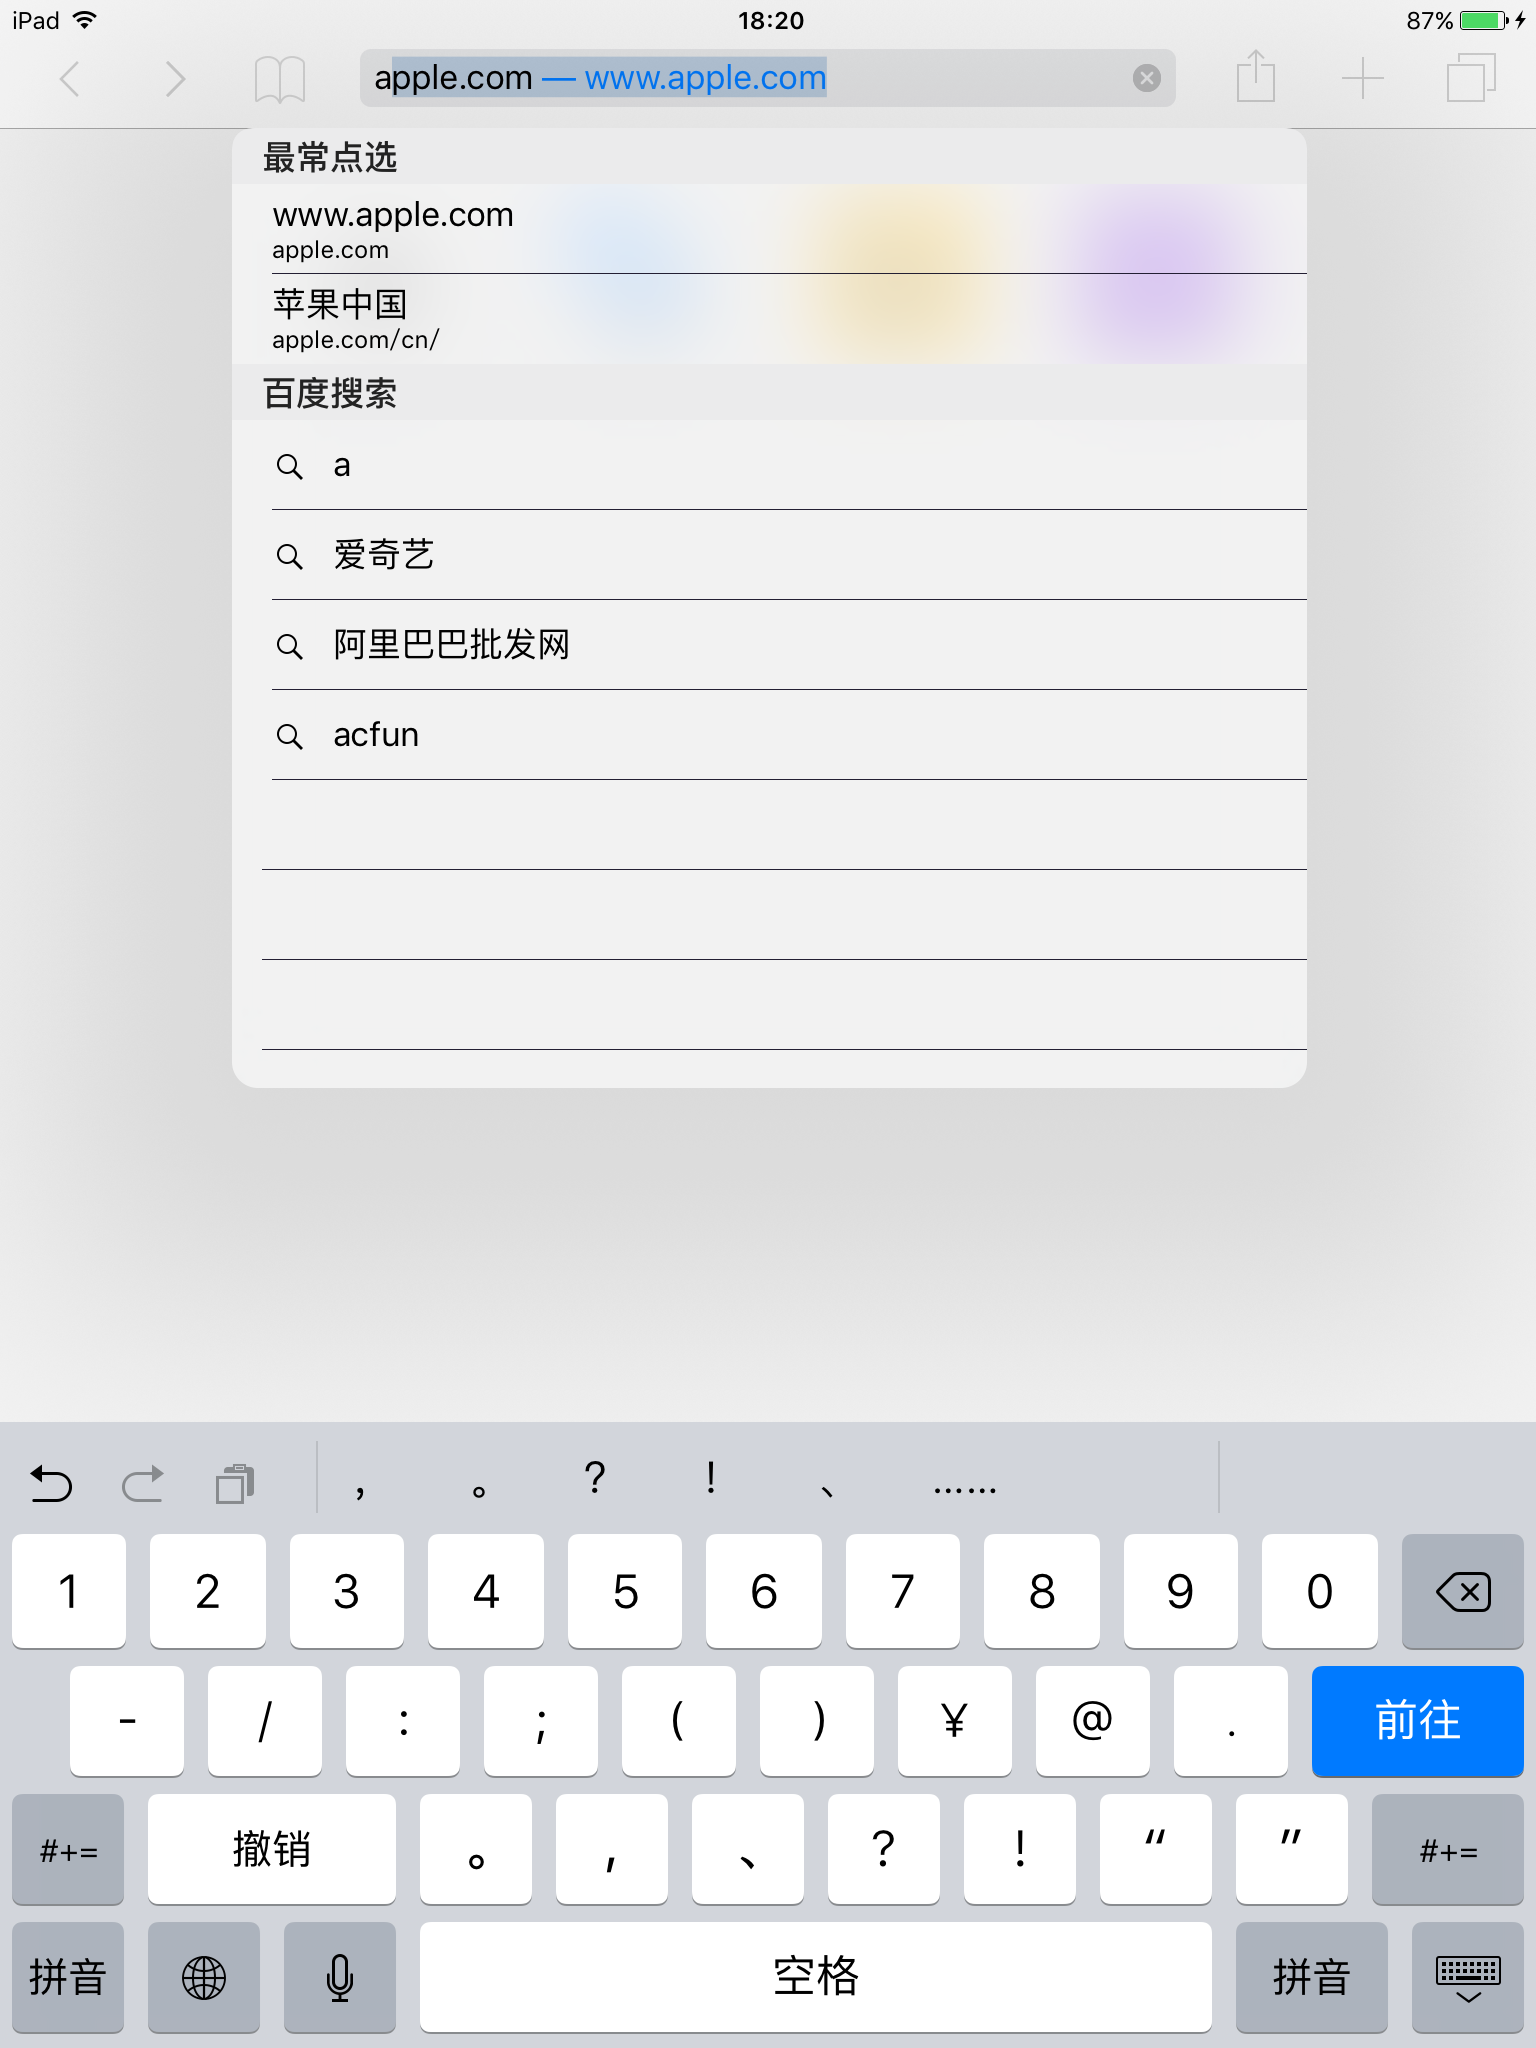 iPad 18:20 87%
apple.com — www.apple.com
最常点选
www.apple.com
apple.com
苹果中国
apple.com/cn/
百度搜索
a
爱奇艺
阿里巴巴批发网
acfun
， 。 ? ! 、 ……
1 2 3 4 5 6 7 8 9 0
- / : ; ( ) ¥ @ . 前往
#+= 撤销 。 , 、 ? ! “ ” #+=
拼音 空格 拼音